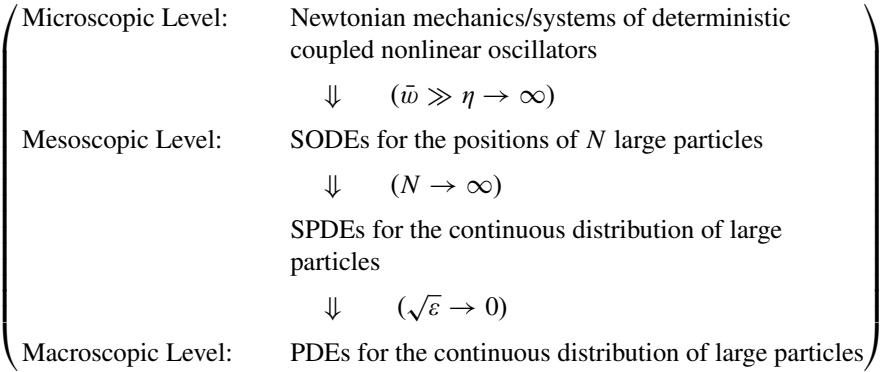 Microscopic Level: Newtonian mechanics/systems of deterministic
coupled nonlinear oscillators
⇓ (w̄ ≫ η → ∞)
Mesoscopic Level: SODEs for the positions of N large particles
⇓ (N → ∞)
SPDEs for the continuous distribution of large
particles
⇓ (√ε → 0)
Macroscopic Level: PDEs for the continuous distribution of large particles